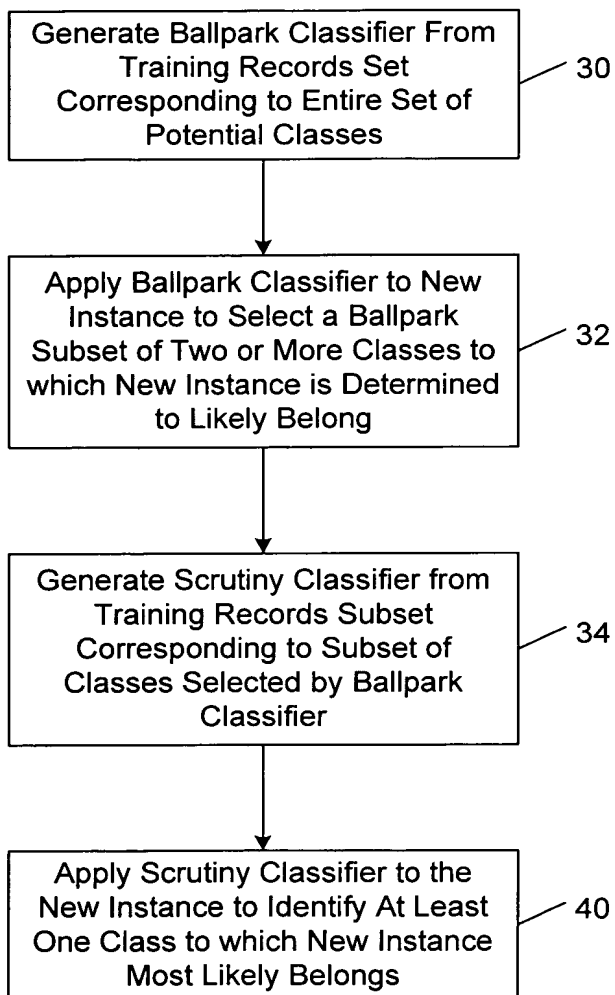 Generate Ballpark Classifier From
Training Records Set
Corresponding to Entire Set of
Potential Classes
30
Apply Ballpark Classifier to New
Instance to Select a Ballpark
Subset of Two or More Classes to
which New Instance is Determined
to Likely Belong
32
Generate Scrutiny Classifier from
Training Records Subset
Corresponding to Subset of
Classes Selected by Ballpark
Classifier
34
Apply Scrutiny Classifier to the
New Instance to Identify At Least
One Class to which New Instance
Most Likely Belongs
40